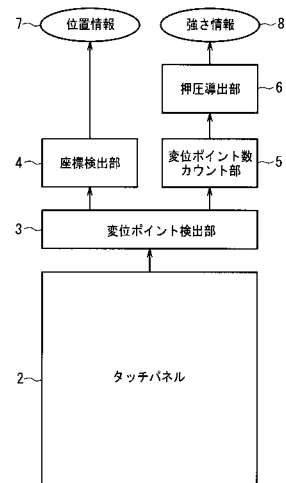 7 位置情報 強さ情報 8
押圧導出部 6
4 座標検出部 変位ポイント数 5
カウント部
3 変位ポイント検出部
2 タッチパネル